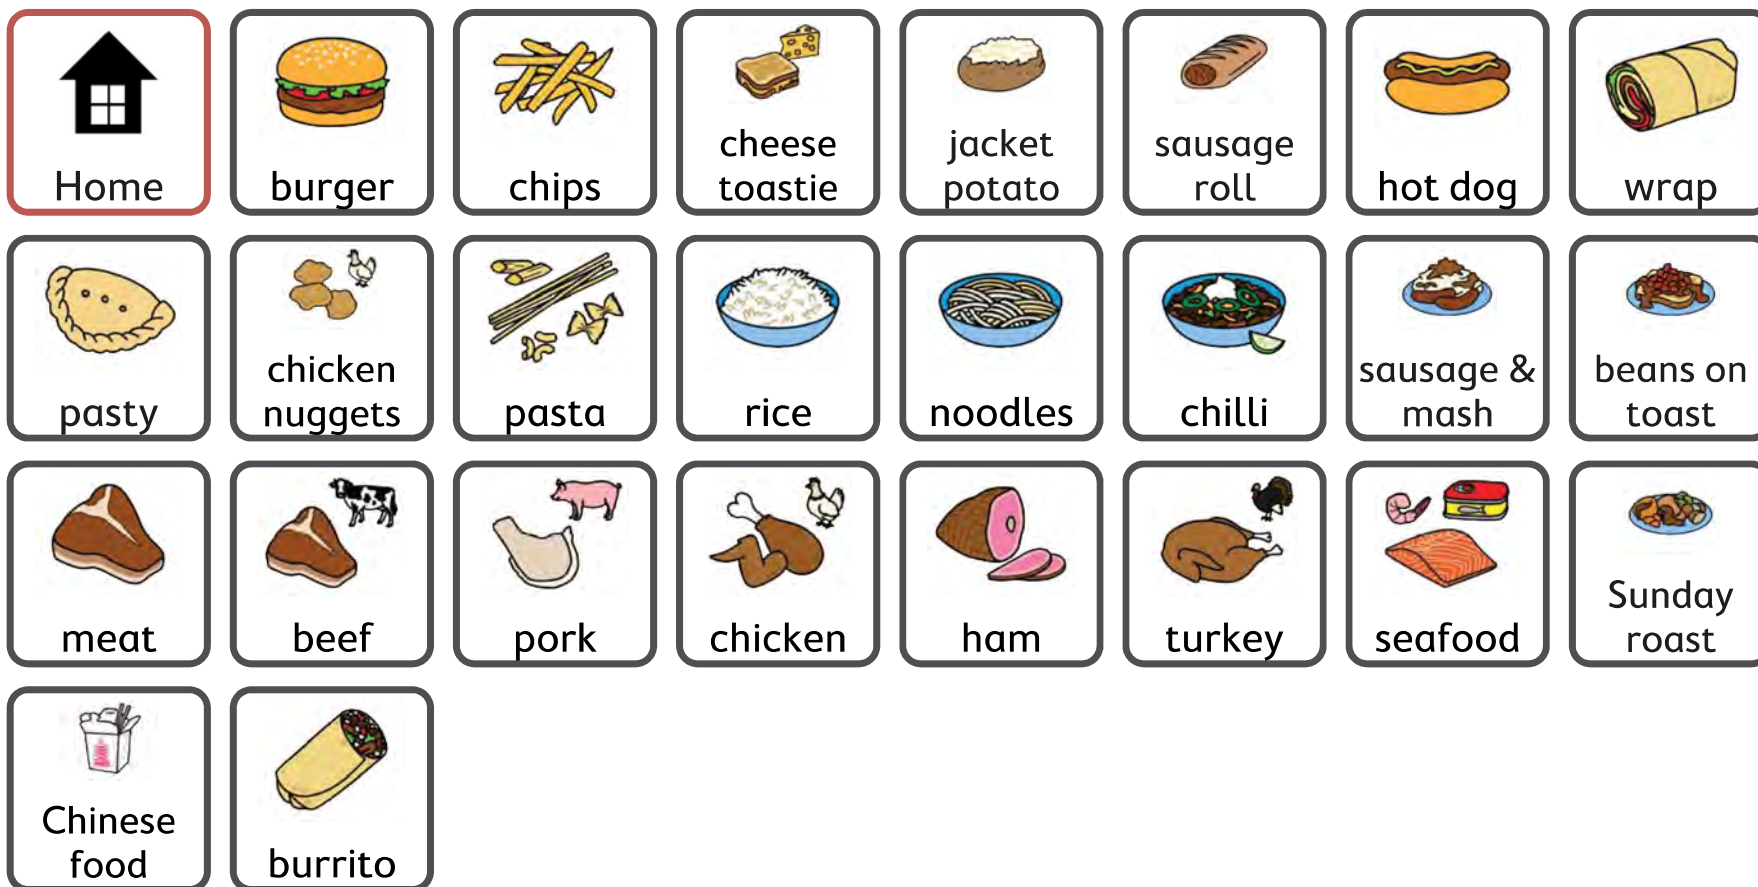 Home
burger
chips
cheese
toastie
jacket
potato
sausage
roll
hot dog
wrap
pasty
chicken
nuggets
pasta
rice
noodles
chilli
sausage &
mash
beans on
toast
meat
beef
pork
chicken
ham
turkey
seafood
Sunday
roast
Chinese
food
burrito